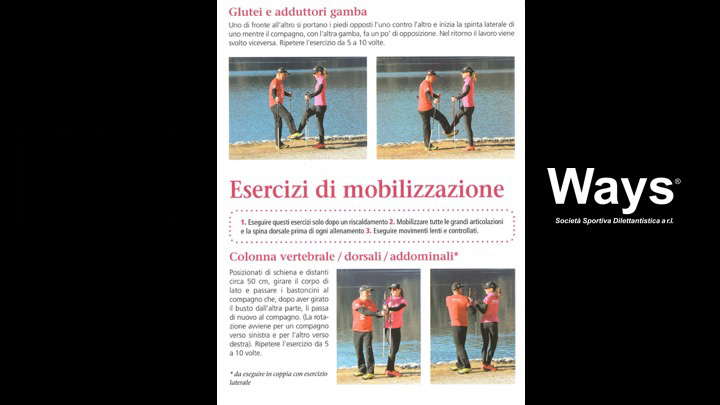 Glutei e adduttori gamba
Uno di fronte all'altro si portano i piedi opposti l'uno contro l'altro e inizia la spinta laterale di
uno mentre il compagno, con l'altra gamba, fa un po' di opposizione. Nel ritorno il lavoro viene
svolto viceversa. Ripetere l'esercizio da 5 a 10 volte.
Esercizi di mobilizzazione
1. Eseguire questi esercizi solo dopo un riscaldamento 2. Mobilizzare tutte le grandi articolazioni
e la spina dorsale prima di ogni allenamento 3. Eseguire movimenti lenti e controllati.
Colonna vertebrale / dorsali / addominali*
Posizionati di schiena e distanti
circa 50 cm, girare il corpo di
lato e passare i bastoncini al
compagno che, dopo aver girato
il busto dall'altra parte, li passa
di nuovo al compagno. (La rota-
zione avviene per un compagno
verso sinistra e per l'altro verso
destra). Ripetere l'esercizio da 5
a 10 volte.
* da eseguire in coppia con esercizio
laterale
Ways®
Società Sportiva Dilettantistica a r.l.